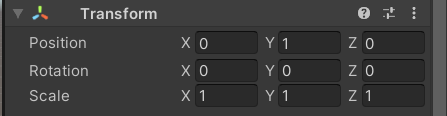 Transform
Position X 0 Y 1 Z 0
Rotation X 0 Y 0 Z 0
Scale X 1 Y 1 Z 1